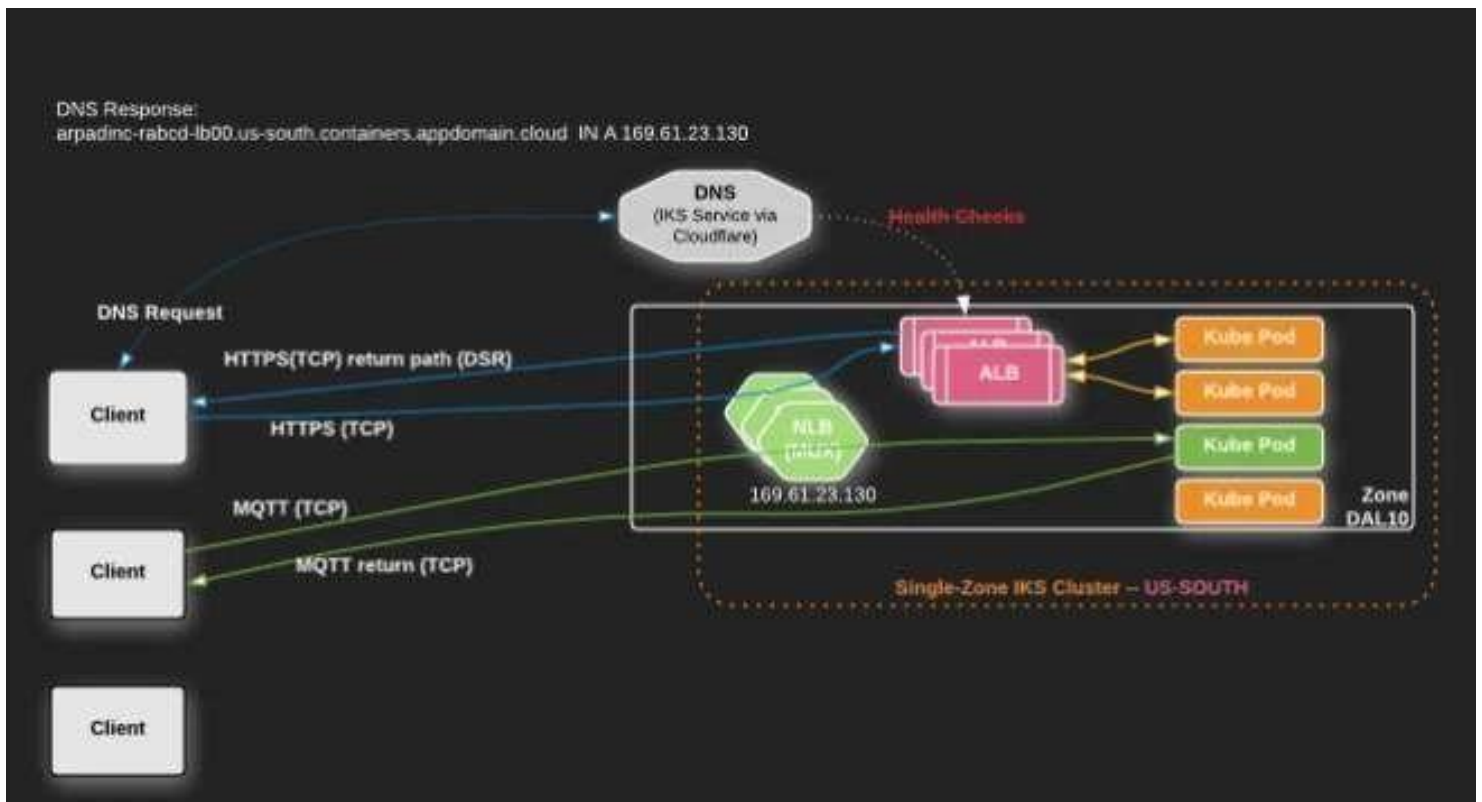 DNS Response:
arpadinc-rabcd-lb00.us-south.containers.appdomain.cloud IN A 169.61.23.130
DNS
(IKS Service via
Cloudflare)
Health Checks
DNS Request
HTTPS(TCP) return path (DSR)
HTTPS (TCP)
Client
ALB
ALB
Kube Pod
Kube Pod
Kube Pod
Kube Pod
NLB
(MUX)
169.61.23.130
Zone
DAL10
MQTT (TCP)
MQTT return (TCP)
Client
Single-Zone IKS Cluster – US-SOUTH
Client